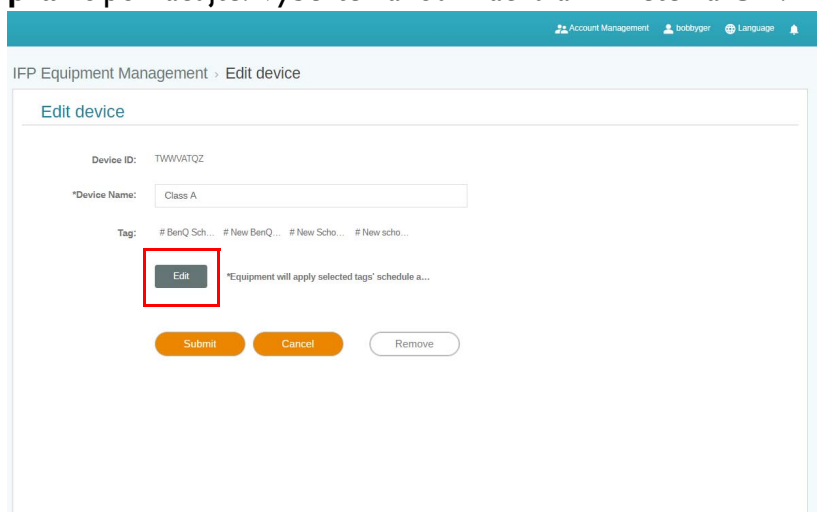 Account Management bobbyger Language
IFP Equipment Management › Edit device
Edit device
Device ID: TWWVATQZ
*Device Name: Class A
Tag: # BenQ Sch... # New BenQ... # New Scho... # New scho...
Edit *Equipment will apply selected tags' schedule a...
Submit Cancel Remove